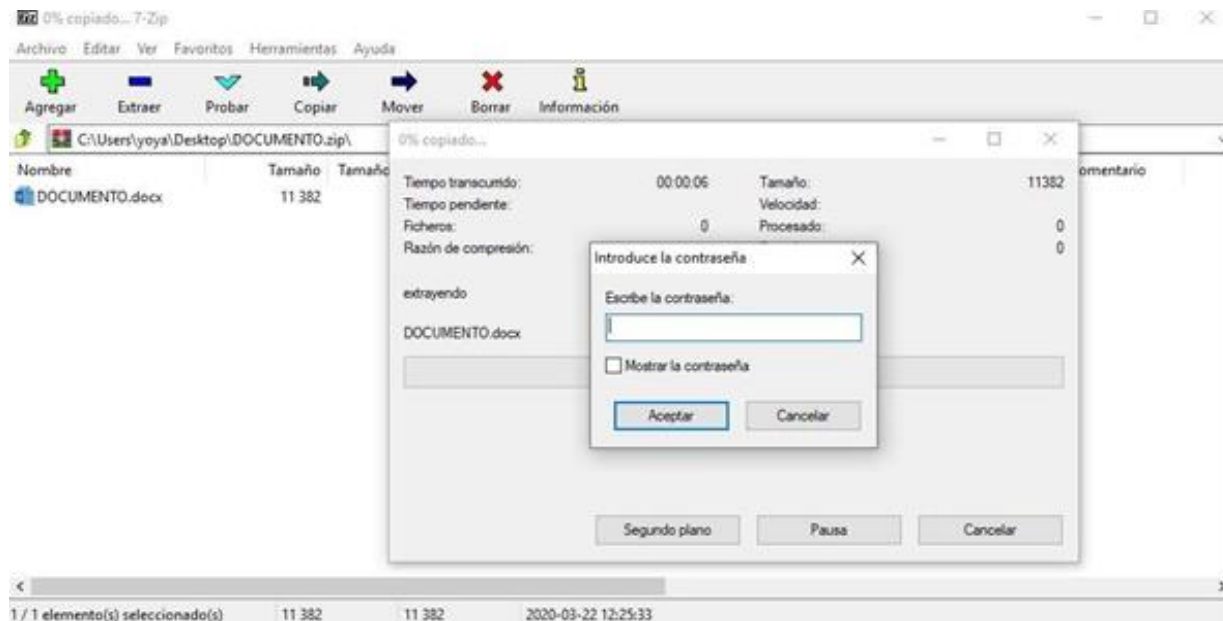 0% copiado... 7-Zip
Archivo Editar Ver Favoritos Herramientas Ayuda
Agregar Extraer Probar Copiar Mover Borrar Información
C:\Users\yoya\Desktop\DOCUMENTO.zip\
Nombre Tamaño Tamaño omentario
DOCUMENTO.docx 11 382
0% copiado...
Tiempo transcurrido: 00:00:06 Tamaño: 11382
Tiempo pendiente: Velocidad:
Ficheros: 0 Procesado: 0
Razón de compresión: 0
extrayendo
DOCUMENTO.docx
Introduce la contraseña
Escribe la contraseña:
Mostrar la contraseña
Aceptar Cancelar
Segundo plano Pausa Cancelar
1 / 1 elemento(s) seleccionado(s) 11 382 11 382 2020-03-22 12:25:33